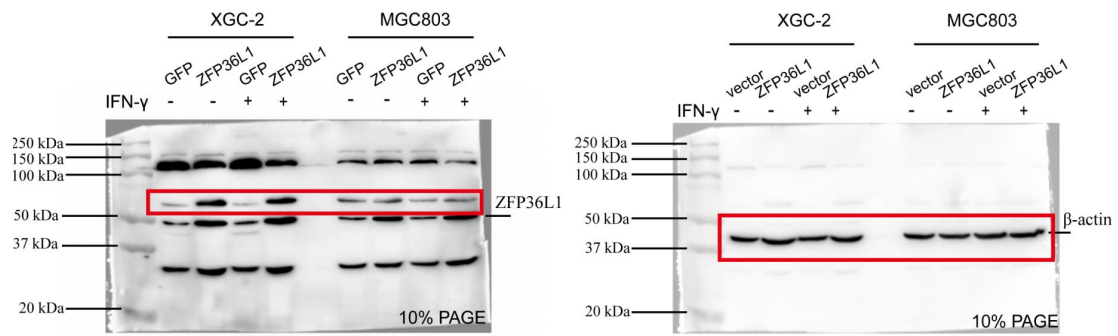 XGC-2 MGC803
GFP ZFP36L1 GFP ZFP36L1 GFP ZFP36L1 GFP ZFP36L1
IFN-γ - - + + - - + +
250 kDa
150 kDa
100 kDa
ZFP36L1
50 kDa
37 kDa
20 kDa
10% PAGE
XGC-2 MGC803
vector ZFP36L1 vector ZFP36L1 vector ZFP36L1 vector ZFP36L1
IFN-γ - - + + - - + +
250 kDa
150 kDa
100 kDa
50 kDa
β-actin
37 kDa
20 kDa
10% PAGE